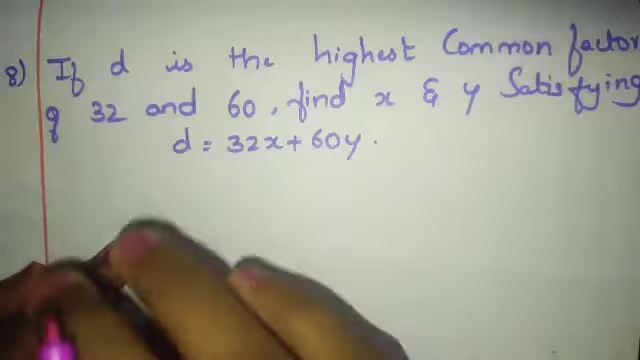 8) If d is the highest Common factor
of 32 and 60, find x & y Satisfying
d = 32x + 60y.